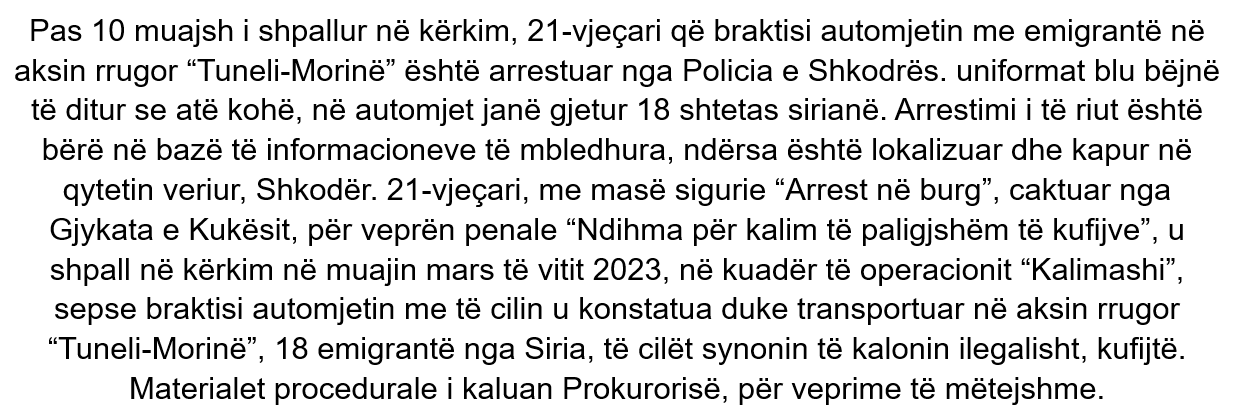 Pas 10 muajsh i shpallur në kërkim, 21-vjeçari që braktisi automjetin me emigrantë në
aksin rrugor “Tuneli-Morinë” është arrestuar nga Policia e Shkodrës. uniformat blu bëjnë
të ditur se atë kohë, në automjet janë gjetur 18 shtetas sirianë. Arrestimi i të riut është
bërë në bazë të informacioneve të mbledhura, ndërsa është lokalizuar dhe kapur në
qytetin veriur, Shkodër. 21-vjeçari, me masë sigurie “Arrest në burg”, caktuar nga
Gjykata e Kukësit, për veprën penale “Ndihma për kalim të paligjshëm të kufijve”, u
shpall në kërkim në muajin mars të vitit 2023, në kuadër të operacionit “Kalimashi”,
sepse braktisi automjetin me të cilin u konstatua duke transportuar në aksin rrugor
“Tuneli-Morinë”, 18 emigrantë nga Siria, të cilët synonin të kalonin ilegalisht, kufijtë.
Materialet procedurale i kaluan Prokurorisë, për veprime të mëtejshme.